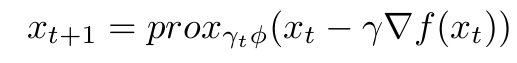 $x_{t+1} = prox_{\gamma_t \phi}(x_t - \gamma \nabla f(x_t))$